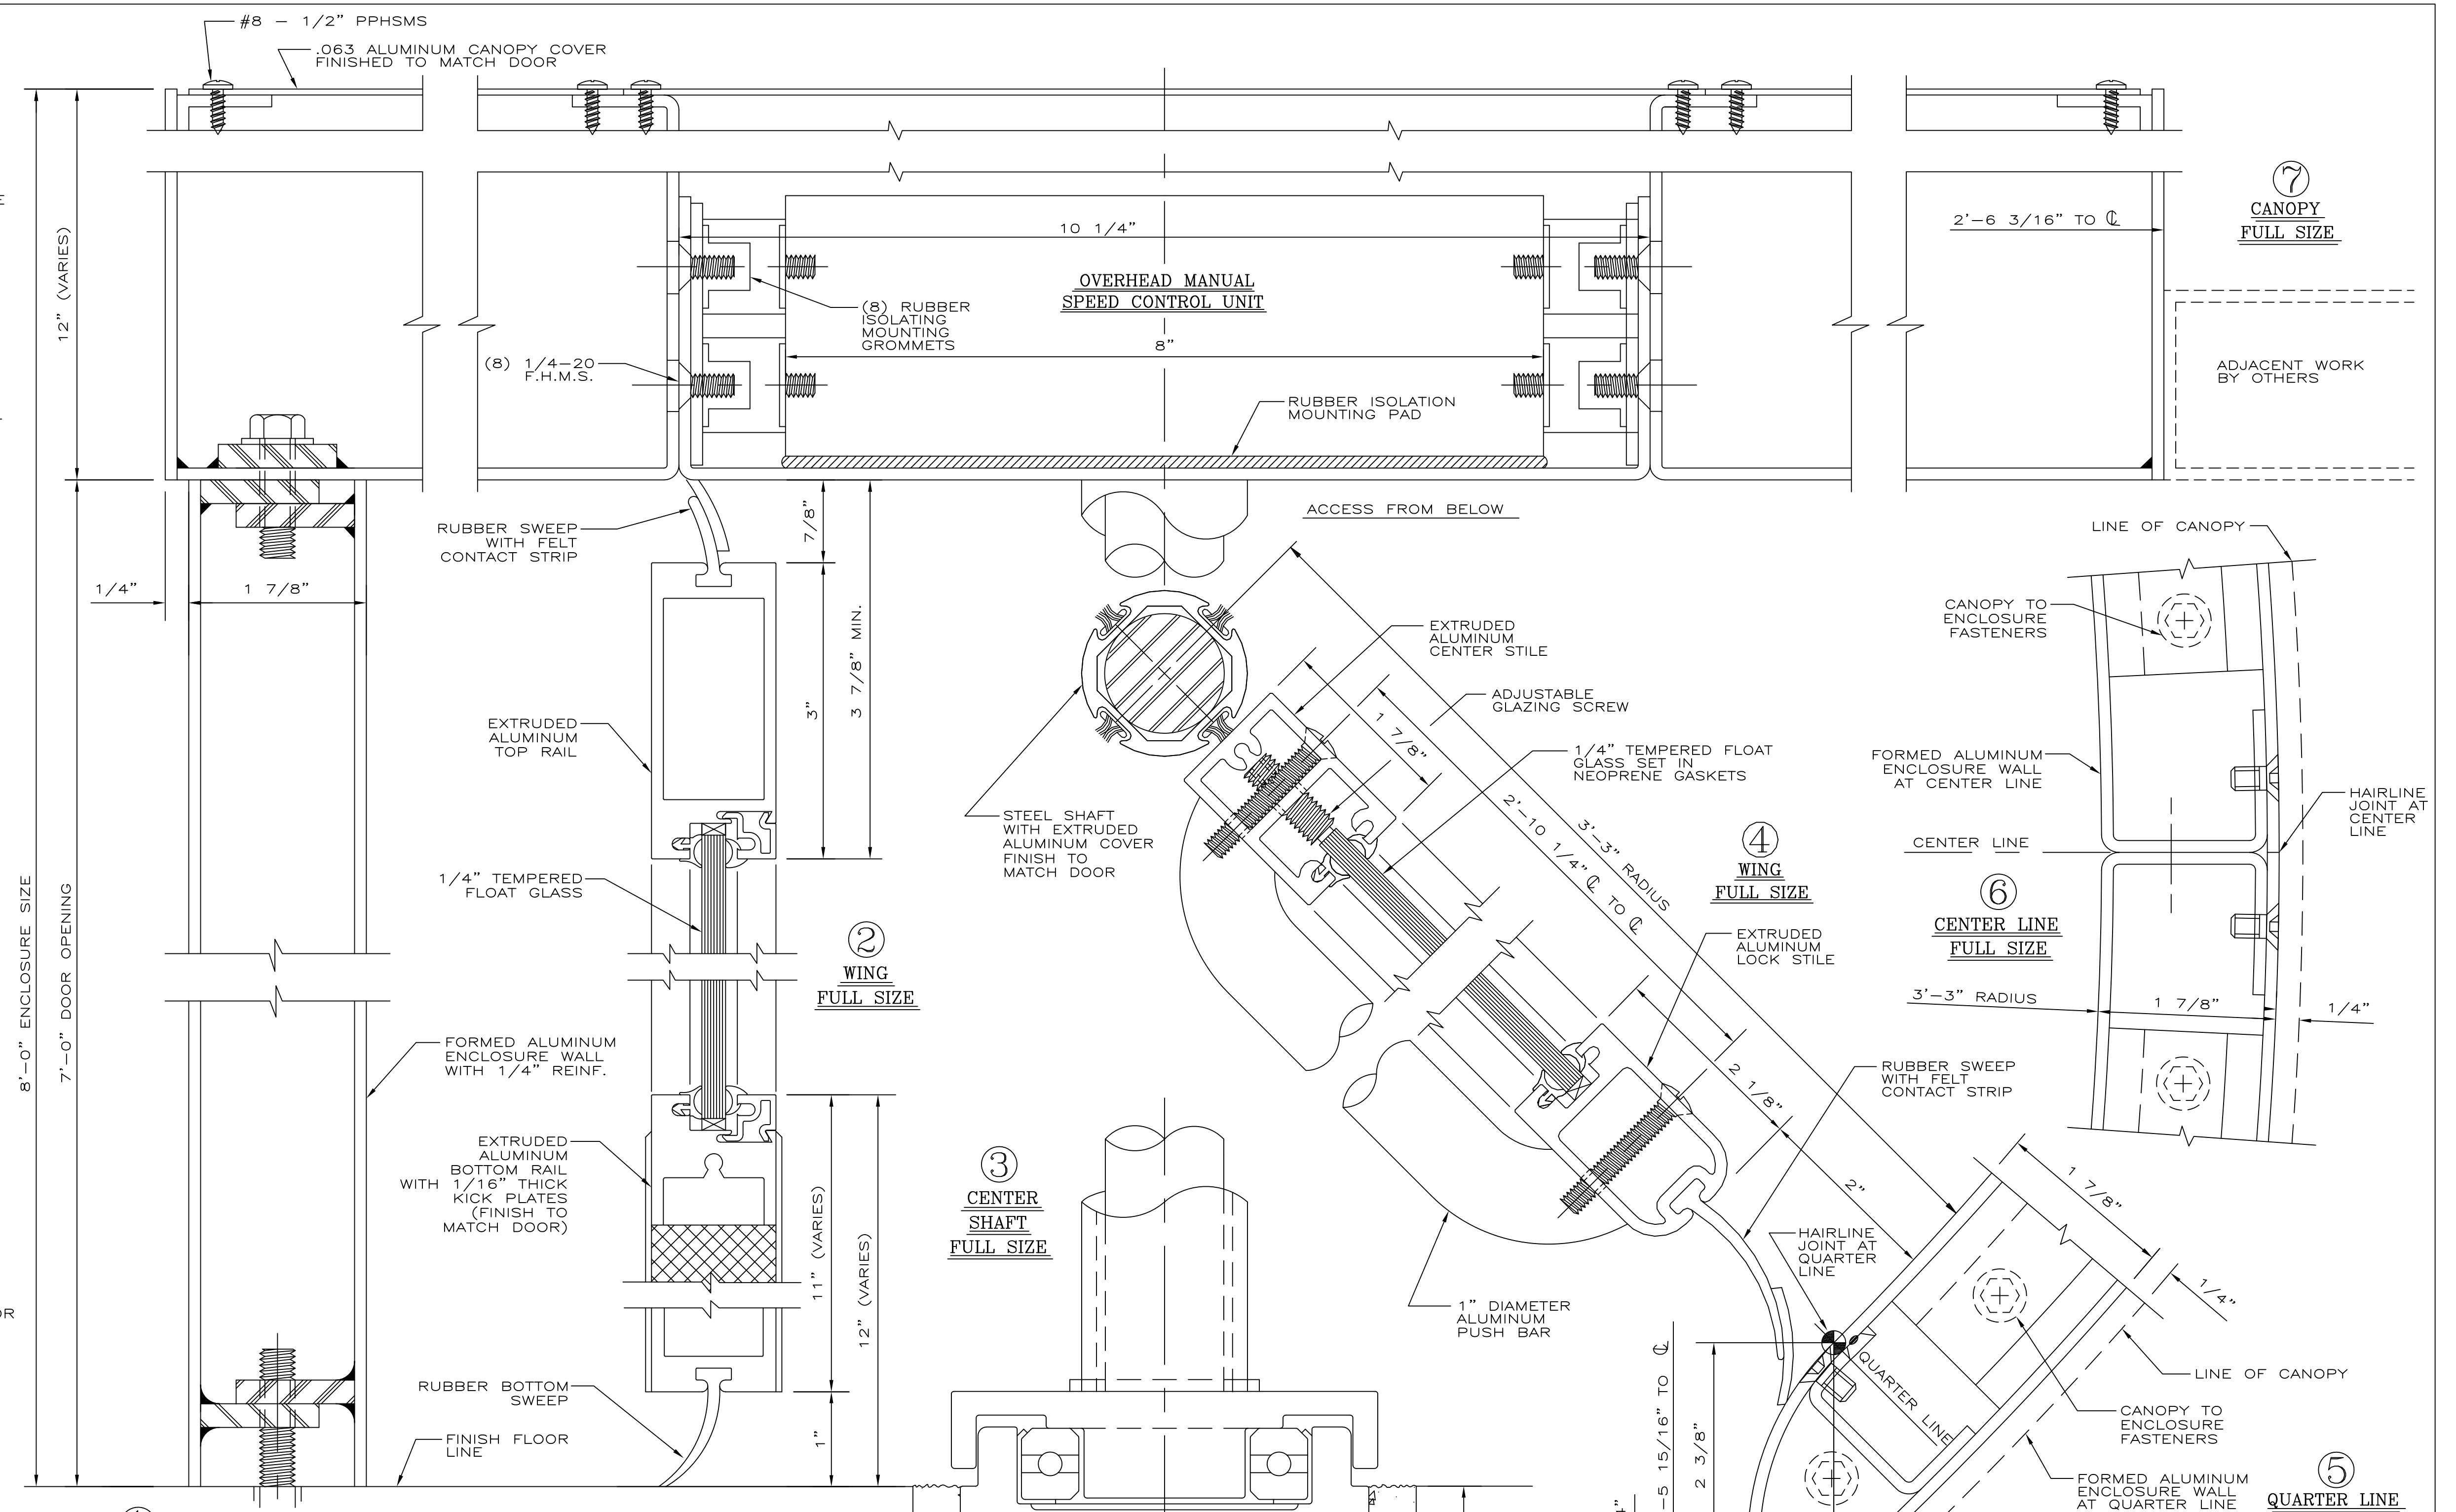 #8 - 1/2" PPHSMS
.063 ALUMINUM CANOPY COVER
FINISHED TO MATCH DOOR
12" (VARIES)
8'-0" ENCLOSURE SIZE
7'-0" DOOR OPENING
10 1/4"
OVERHEAD MANUAL
SPEED CONTROL UNIT
8"
(8) RUBBER
ISOLATING
MOUNTING
GROMMETS
(8) 1/4-20
F.H.M.S.
RUBBER ISOLATION
MOUNTING PAD
2'-6 3/16" TO ℄
7
CANOPY
FULL SIZE
ADJACENT WORK
BY OTHERS
ACCESS FROM BELOW
RUBBER SWEEP
WITH FELT
CONTACT STRIP
7/8"
1/4"
1 7/8"
3"
3 7/8" MIN.
EXTRUDED
ALUMINUM
TOP RAIL
1/4" TEMPERED
FLOAT GLASS
2
WING
FULL SIZE
FORMED ALUMINUM
ENCLOSURE WALL
WITH 1/4" REINF.
EXTRUDED
ALUMINUM
BOTTOM RAIL
WITH 1/16" THICK
KICK PLATES
(FINISH TO
MATCH DOOR)
11" (VARIES)
12" (VARIES)
RUBBER BOTTOM
SWEEP
1"
FINISH FLOOR
LINE
STEEL SHAFT
WITH EXTRUDED
ALUMINUM COVER
FINISH TO
MATCH DOOR
3
CENTER
SHAFT
FULL SIZE
EXTRUDED
ALUMINUM
CENTER STILE
ADJUSTABLE
GLAZING SCREW
1/4" TEMPERED FLOAT
GLASS SET IN
NEOPRENE GASKETS
1 7/8"
2'-10 1/4" ℄ TO ℄
3'-3" RADIUS
4
WING
FULL SIZE
EXTRUDED
ALUMINUM
LOCK STILE
2 1/8"
2"
RUBBER SWEEP
WITH FELT
CONTACT STRIP
1" DIAMETER
ALUMINUM
PUSH BAR
HAIRLINE
JOINT AT
QUARTER
LINE
QUARTER LINE
-5 15/16" TO ℄
2 3/8"
1 7/8"
1/4"
LINE OF CANOPY
CANOPY TO
ENCLOSURE
FASTENERS
FORMED ALUMINUM
ENCLOSURE WALL
AT QUARTER LINE
5
QUARTER LINE
LINE OF CANOPY
CANOPY TO
ENCLOSURE
FASTENERS
FORMED ALUMINUM
ENCLOSURE WALL
AT CENTER LINE
HAIRLINE
JOINT AT
CENTER
LINE
CENTER LINE
6
CENTER LINE
FULL SIZE
3'-3" RADIUS
1 7/8"
1/4"